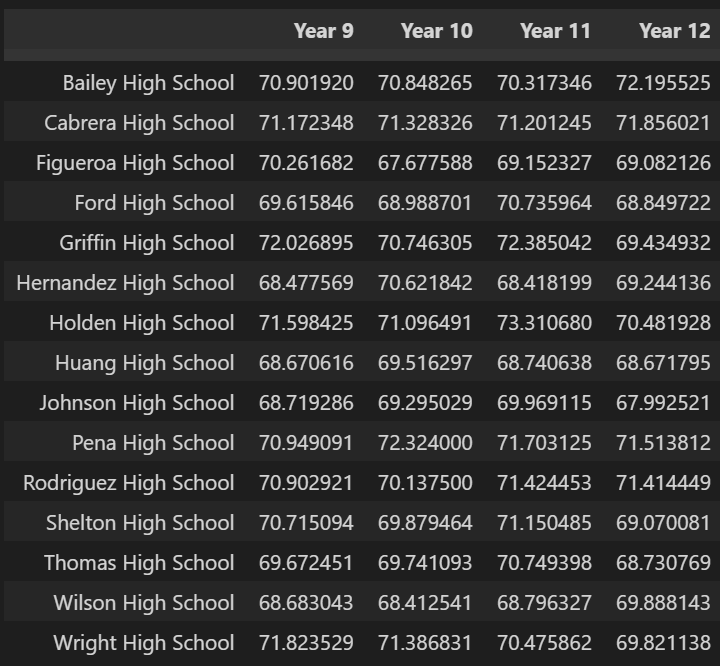 Year 9 Year 10 Year 11 Year 12
Bailey High School 70.901920 70.848265 70.317346 72.195525
Cabrera High School 71.172348 71.328326 71.201245 71.856021
Figueroa High School 70.261682 67.677588 69.152327 69.082126
Ford High School 69.615846 68.988701 70.735964 68.849722
Griffin High School 72.026895 70.746305 72.385042 69.434932
Hernandez High School 68.477569 70.621842 68.418199 69.244136
Holden High School 71.598425 71.096491 73.310680 70.481928
Huang High School 68.670616 69.516297 68.740638 68.671795
Johnson High School 68.719286 69.295029 69.969115 67.992521
Pena High School 70.949091 72.324000 71.703125 71.513812
Rodriguez High School 70.902921 70.137500 71.424453 71.414449
Shelton High School 70.715094 69.879464 71.150485 69.070081
Thomas High School 69.672451 69.741093 70.749398 68.730769
Wilson High School 68.683043 68.412541 68.796327 69.888143
Wright High School 71.823529 71.386831 70.475862 69.821138